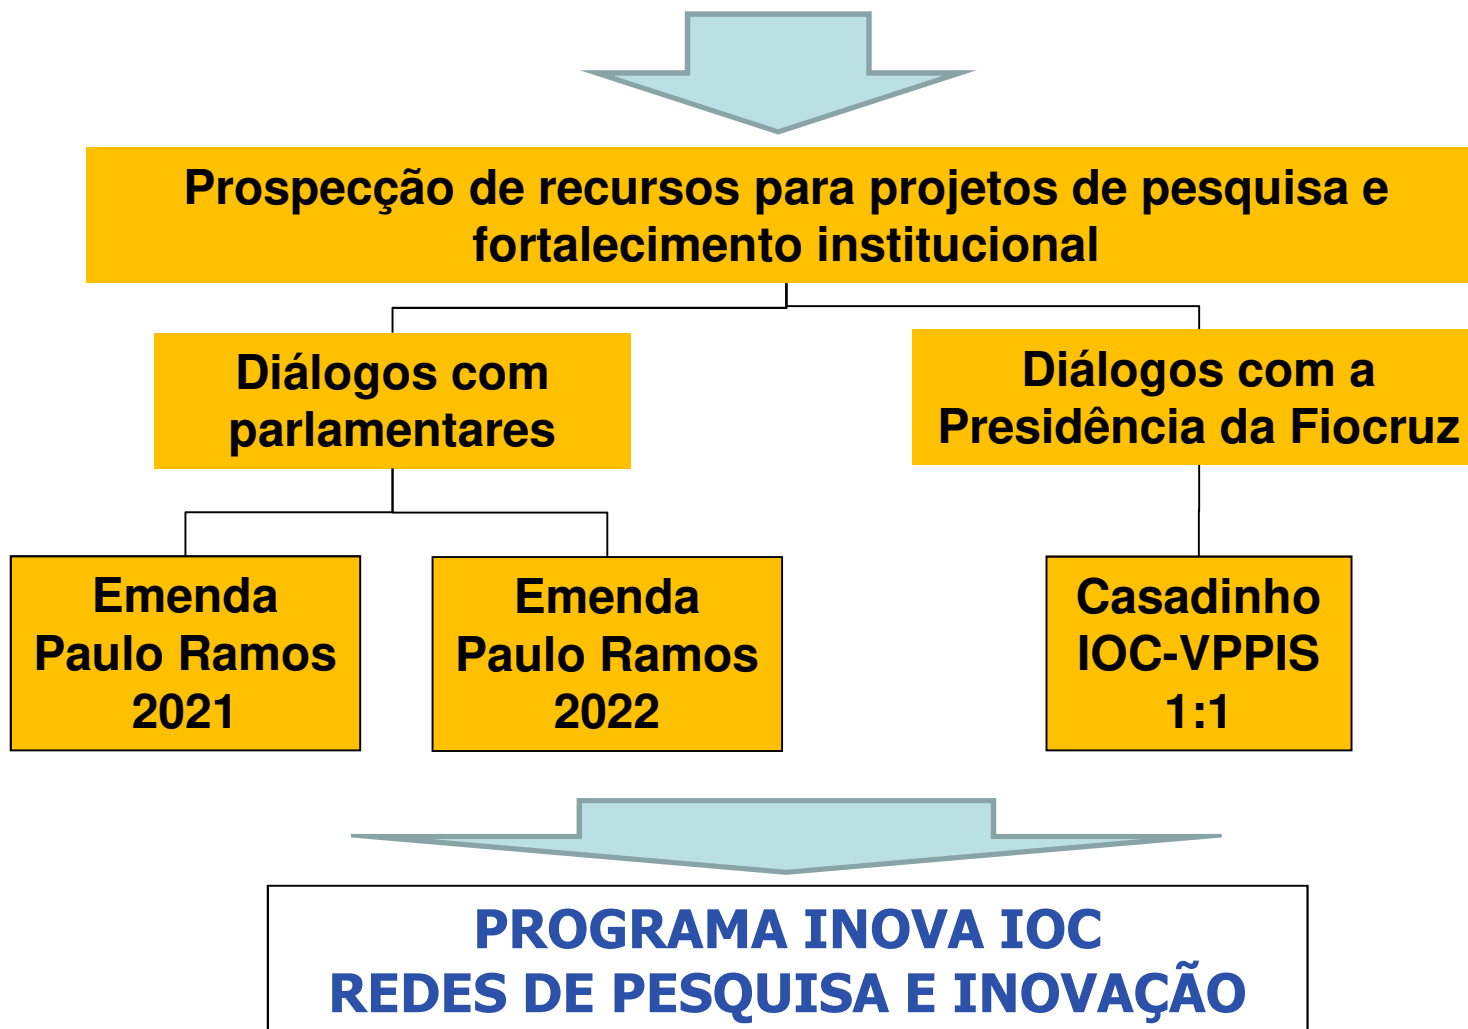 Prospecção de recursos para projetos de pesquisa e
fortalecimento institucional
Diálogos com
parlamentares
Diálogos com a
Presidência da Fiocruz
Emenda
Paulo Ramos
2021
Emenda
Paulo Ramos
2022
Casadinho
IOC-VPPIS
1:1
PROGRAMA INOVA IOC
REDES DE PESQUISA E INOVAÇÃO